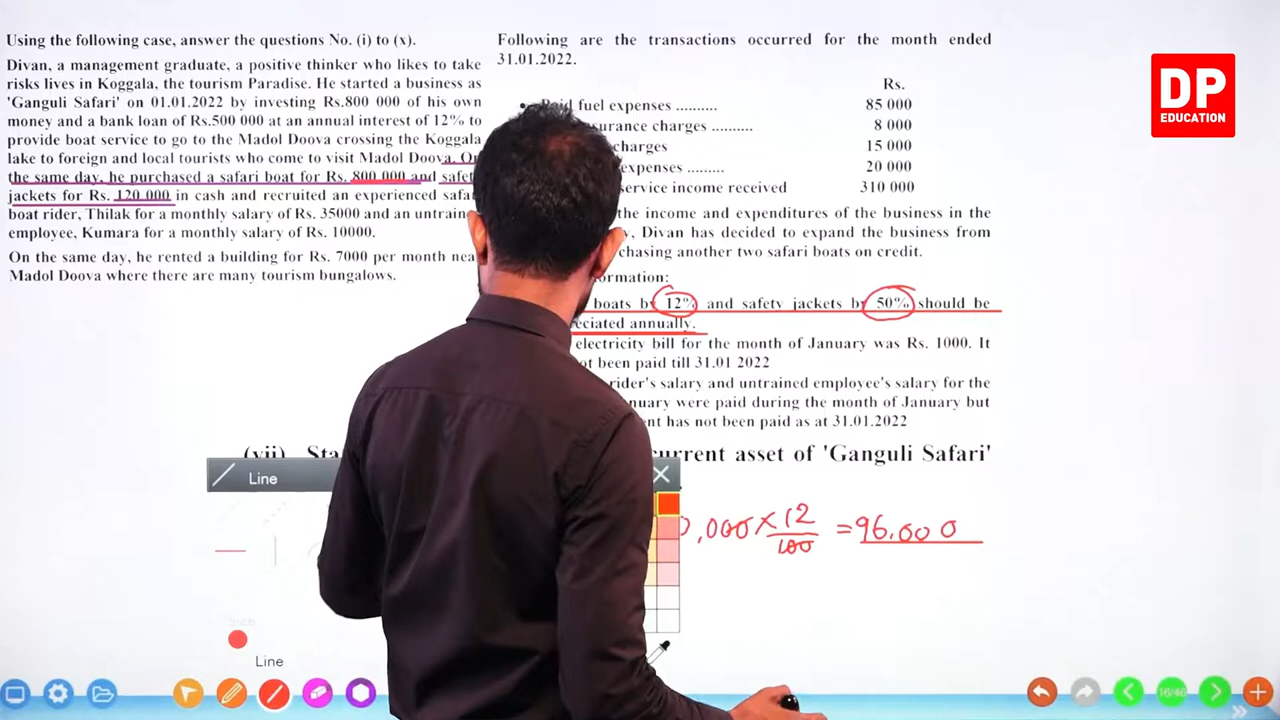 Using the following case, answer the questions No. (i) to (x).
Divan, a management graduate, a positive thinker who likes to take
risks lives in Koggala, the tourism Paradise. He started a business as
'Ganguli Safari' on 01.01.2022 by investing Rs.800 000 of his own
money and a bank loan of Rs.500 000 at an annual interest of 12% to
provide boat service to go to the Madol Doova crossing the Koggala
lake to foreign and local tourists who come to visit Madol Doova. On
the same day, he purchased a safari boat for Rs. 800 000 and safet
jackets for Rs. 120 000 in cash and recruited an experienced safa
boat rider, Thilak for a monthly salary of Rs. 35000 and an untrain
employee, Kumara for a monthly salary of Rs. 10000.
On the same day, he rented a building for Rs. 7000 per month nea
Madol Doova where there are many tourism bungalows.
Following are the transactions occurred for the month ended
31.01.2022.
Rs.
• Paid fuel expenses .......... 85 000
surance charges .......... 8 000
charges 15 000
expenses ......... 20 000
service income received 310 000
the income and expenditures of the business in the
, Divan has decided to expand the business from
chasing another two safari boats on credit.
ormation:
boats by 12% and safety jackets by 50% should be
eciated annually.
electricity bill for the month of January was Rs. 1000. It
ot been paid till 31.01 2022
rider's salary and untrained employee's salary for the
nuary were paid during the month of January but
ent has not been paid as at 31.01.2022
(vii) Sta
urrent asset of 'Ganguli Safari'
0,000 × 12/100 = 96,000
Line
Line
16/46
DP
EDUCATION